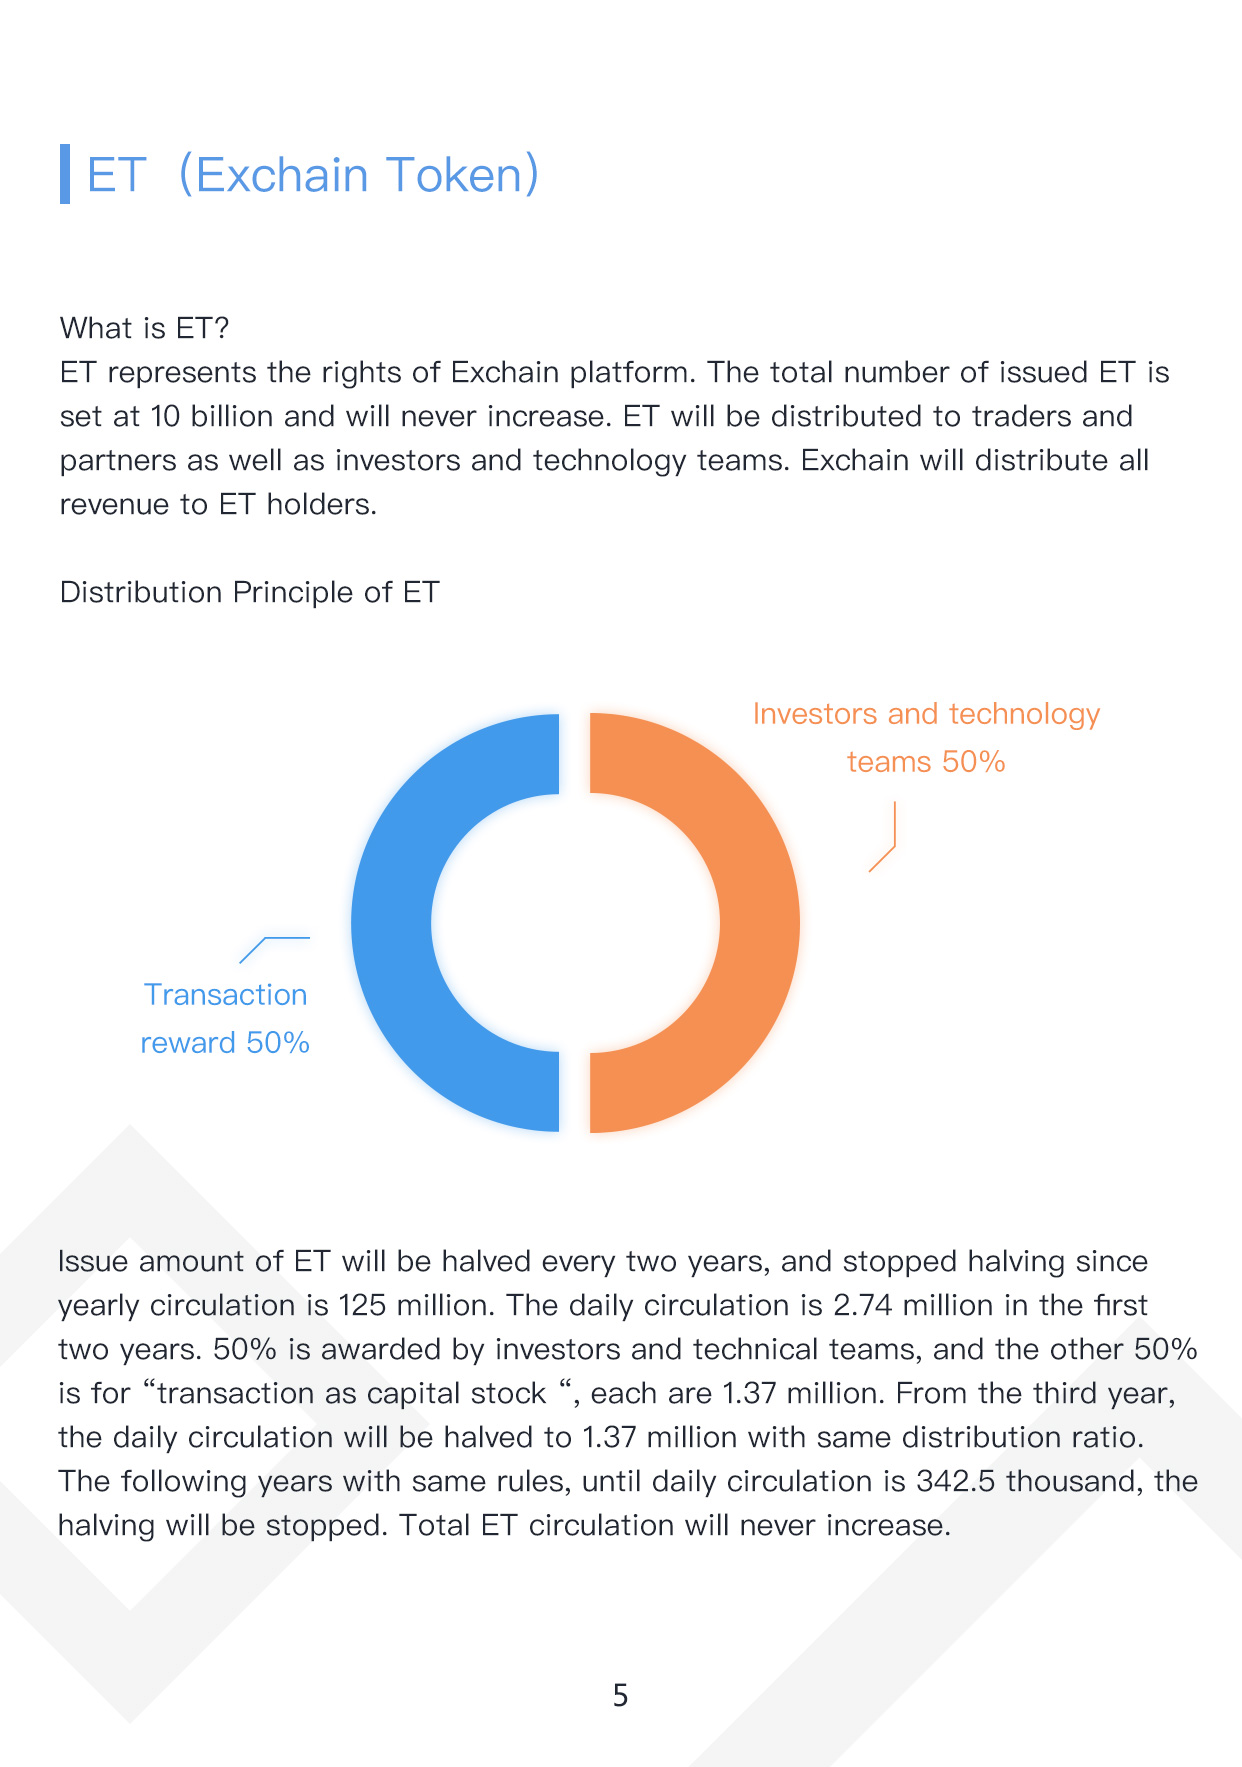 ET（Exchain Token）
What is ET?
ET represents the rights of Exchain platform. The total number of issued ET is
set at 10 billion and will never increase. ET will be distributed to traders and
partners as well as investors and technology teams. Exchain will distribute all
revenue to ET holders.
Distribution Principle of ET
Investors and technology
teams 50%
Transaction
reward 50%
Issue amount of ET will be halved every two years, and stopped halving since
yearly circulation is 125 million. The daily circulation is 2.74 million in the first
two years. 50% is awarded by investors and technical teams, and the other 50%
is for “transaction as capital stock “, each are 1.37 million. From the third year,
the daily circulation will be halved to 1.37 million with same distribution ratio.
The following years with same rules, until daily circulation is 342.5 thousand, the
halving will be stopped. Total ET circulation will never increase.
5